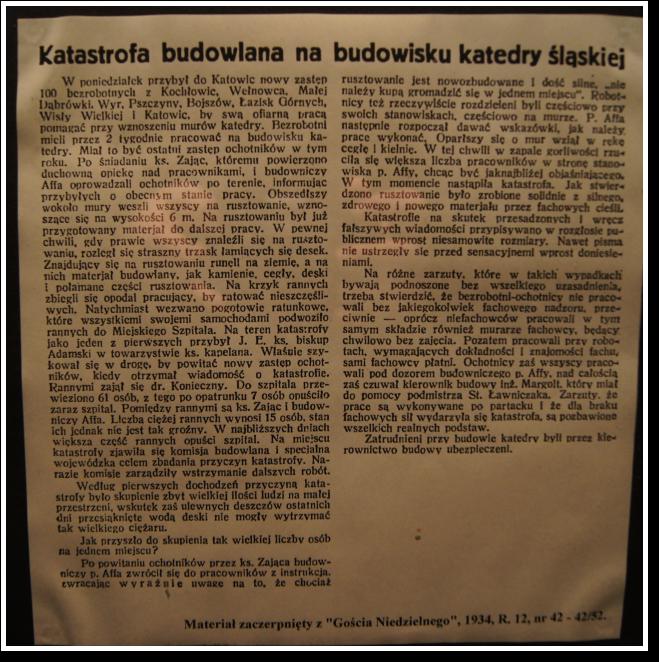 Katastrofa budowlana na budowisku katedry śląskiej
W poniedziałek przybył do Katowic nowy zastęp
100 bezrobotnych z Kochłowic, Wełnowca, Małej
Dąbrówki, Wyr, Pszczyny, Bojszów, Łazisk Górnych,
Wisły Wielkiej i Katowic, by swą ofiarną pracą
pomagać przy wznoszeniu murów katedry. Bezrobotni
mieli przez 2 tygodnie pracować na budowisku ka-
tedry. Miał to być ostatni zastęp ochotników w tym
roku. Po śniadaniu ks. Zając, któremu powierzono
duchowną opiekę nad pracownikami, i budowniczy
Affa oprowadzali ochotników po terenie, informując
przybyłych o obecnym stanie pracy. Obszedłszy
wokoło mury weszli wszyscy na rusztowanie, wzno-
szące się na wysokości 6 m. Na rusztowaniu był już
przygotowany materjał do dalszej pracy. W pewnej
chwili, gdy prawie wszyscy znaleźli się na ruszto-
waniu, rozległ się straszny trzask łamiących się desek.
Znajdujący się na rusztowaniu runęli na ziemię, a na
nich materjał budowlany, jak kamienie, cegły, deski
i połamane części rusztowania. Na krzyk rannych
zbiegli się opodal pracujący, by ratować nieszczęśli-
wych. Natychmiast wezwano pogotowie ratunkowe,
które wszystkiemi swojemi samochodami podwoziło
rannych do Miejskiego Szpitala. Na teren katastrofy
jako jeden z pierwszych przybył J. E. ks. biskup
Adamski w towarzystwie ks. kapelana. Właśnie szy-
kował się w drogę, by powitać nowy zastęp ochot-
ników, kiedy otrzymał wiadomość o katastrofie.
Rannymi zajął się dr. Konieczny. Do szpitala prze-
wieziono 61 osób, z tego po opatrunku 7 osób opuściło
zaraz szpital. Pomiędzy rannymi są ks. Zając i budow-
niczy Affa. Liczba ciężej rannych wynosi 15 osób, stan
ich jednak nie jest tak groźny. W najbliższych dniach
większa część rannych opuści szpital. Na miejscu
katastrofy zjawiła się komisja budowlana i specjalna
wojewódzka celem zbadania przyczyn katastrofy. Na-
razie komisje zarządziły wstrzymanie dalszych robót.
Według pierwszych dochodzeń przyczyną kata-
strofy było skupienie zbyt wielkiej ilości ludzi na małej
przestrzeni, wskutek zaś ulewnych deszczów ostatnich
dni przesiąknięte wodą deski nie mogły wytrzymać
tak wielkiego ciężaru.
Jak przyszło do skupienia tak wielkiej liczby osób
na jednem miejscu?
Po powitaniu ochotników przez ks. Zająca budow-
niczy p. Affa zwrócił się do pracowników z instrukcją,
zwracając wyraźnie uwagę na to, że chociaż
rusztowanie jest nowozbudowane i dość silne, „nie
należy kupą gromadzić się w jednem miejscu”. Robot-
nicy też rzeczywiście rozdzieleni byli częściowo przy
swoich stanowiskach, częściowo na murze. P. Affa
następnie rozpoczął dawać wskazówki, jak należy
prace wykonać. Oparłszy się o mur wziął w rękę
cegłę i kielnię. W tej chwili w zapale gorliwości rzu-
ciła się większa liczba pracowników w stronę stano-
wiska p. Affy, chcąc być jaknajbliżej objaśniającego.
W tym momencie nastąpiła katastrofa. Jak stwier-
dzono rusztowanie było zrobione solidnie z silnego,
zdrowego i nowego materjału przez fachowych cieśli.
Katastrofie na skutek przesadzonych i wręcz
fałszywych wiadomości przypisywano w rozgłosie pu-
blicznem wprost niesamowite rozmiary. Nawet pisma
nie ustrzegły się przed sensacyjnemi wprost doniesie-
niami.
Na różne zarzuty, które w takich wypadkach
bywają podnoszone bez wszelkiego uzasadnienia,
trzeba stwierdzić, że bezrobotni-ochotnicy nie praco-
wali bez jakiegokolwiek fachowego nadzoru, prze-
ciwnie — oprócz niefachowców pracowali w tym
samym składzie również murarze fachowcy, będący
chwilowo bez zajęcia. Pozatem pracowali przy robo-
tach, wymagających dokładności i znajomości fachu,
sami fachowcy płatni. Ochotnicy zaś wszyscy praco-
wali pod dozorem budowniczego p. Affy, nad całością
zaś czuwał kierownik budowy inż. Margolt, który miał
do pomocy podmistrza St. Ławniczaka. Zarzuty, że
prace są wykonywane po partacku i że dla braku
fachowych sił wydarzyła się katastrofa, są pozbawione
wszelkich realnych podstaw.
Zatrudnieni przy budowie katedry byli przez kie-
rownictwo budowy ubezpieczeni.
Materiał zaczerpnięty z "Gościa Niedzielnego", 1934, R. 12, nr 42 - 42/52.